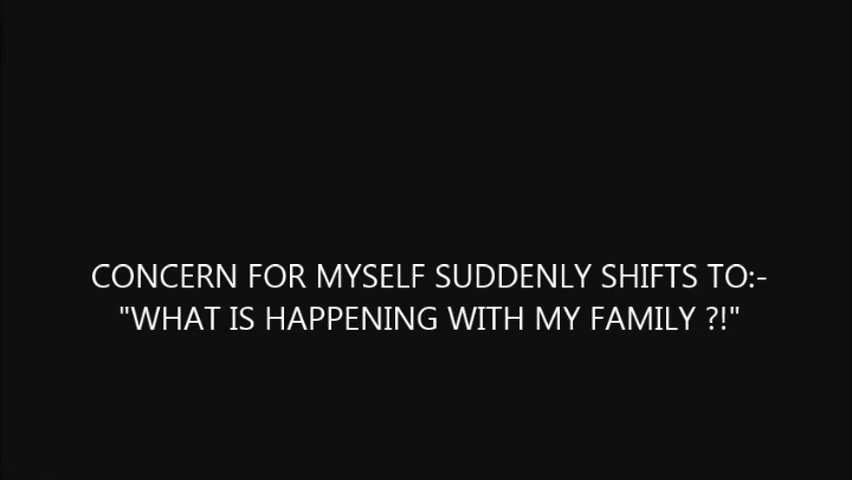 CONCERN FOR MYSELF SUDDENLY SHIFTS TO:-
"WHAT IS HAPPENING WITH MY FAMILY ?!"